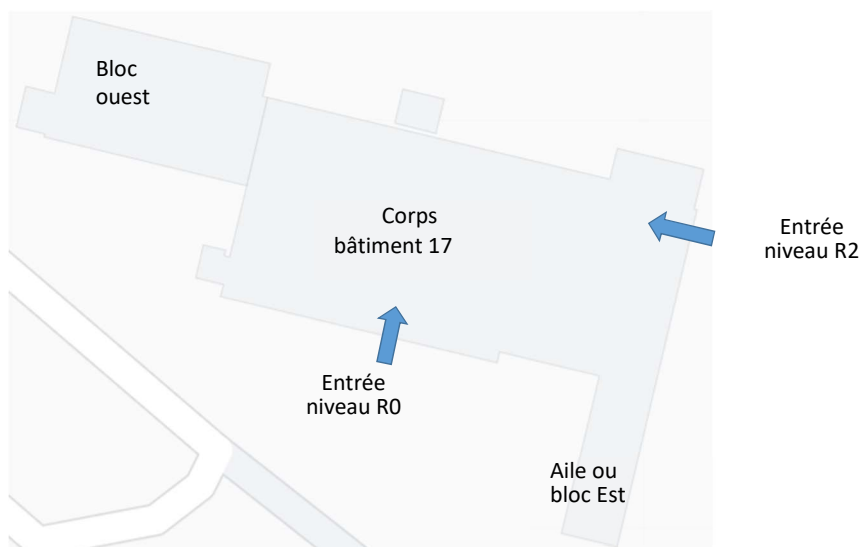 Bloc
ouest
Corps
bâtiment 17
Entrée
niveau R2
Entrée
niveau R0
Aile ou
bloc Est